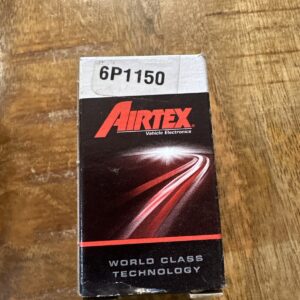 6P1150
AIRTEX
Vehicle Electronics
WORLD CLASS
TECHNOLOGY